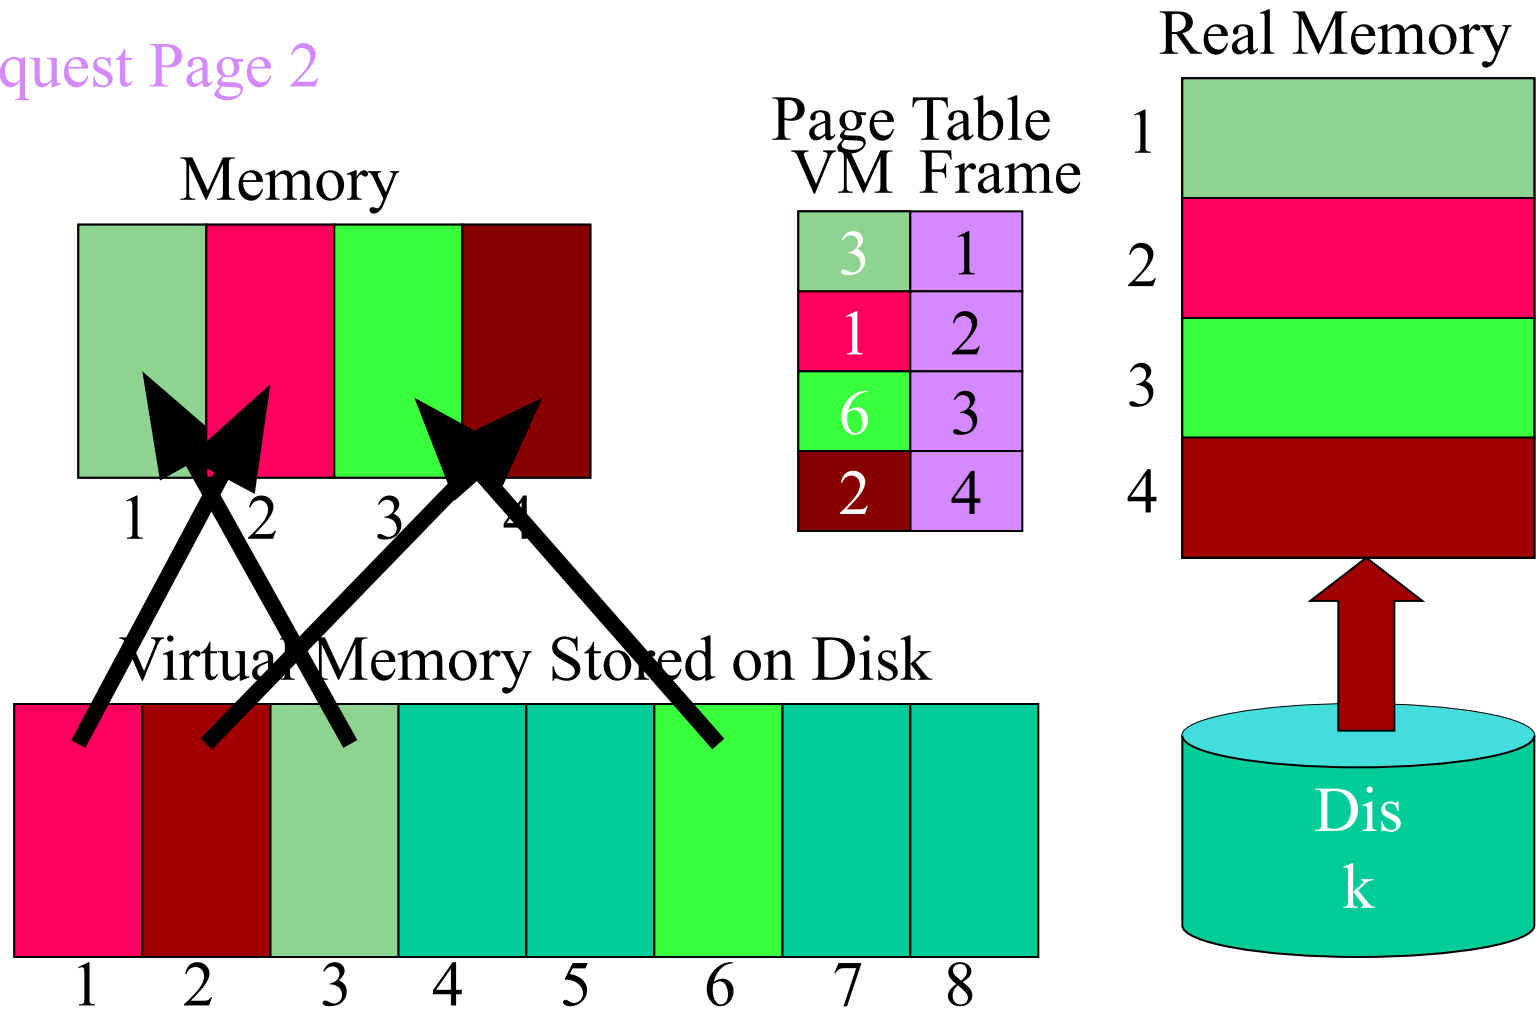 quest Page 2
Memory
1 2 3 4
Page Table
VM Frame
3 1
1 2
6 3
2 4
Real Memory
1
2
3
4
Virtual Memory Stored on Disk
1 2 3 4 5 6 7 8
Dis
k